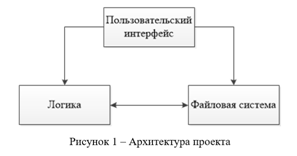 Пользовательский
интерфейс
Логика
Файловая система
Рисунок 1 – Архитектура проекта